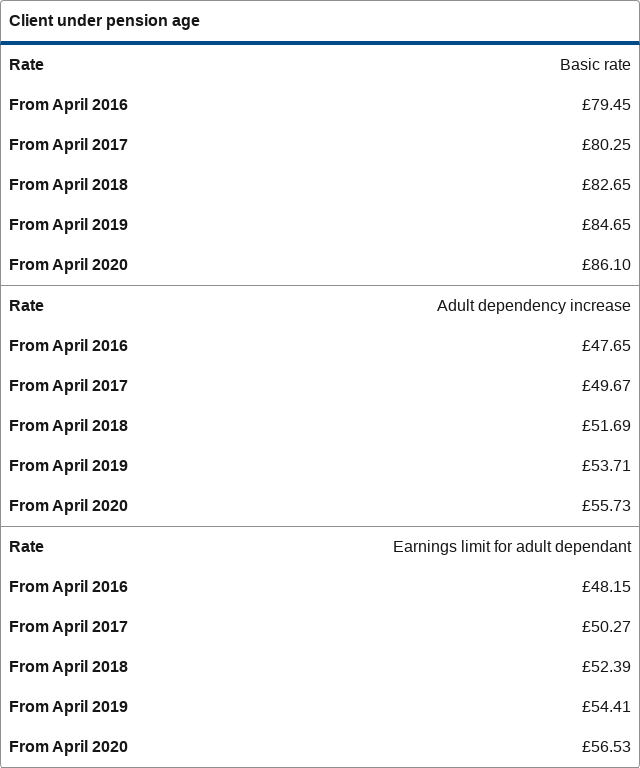 Client under pension age
Rate Basic rate
From April 2016 £79.45
From April 2017 £80.25
From April 2018 £82.65
From April 2019 £84.65
From April 2020 £86.10
Rate Adult dependency increase
From April 2016 £47.65
From April 2017 £49.67
From April 2018 £51.69
From April 2019 £53.71
From April 2020 £55.73
Rate Earnings limit for adult dependant
From April 2016 £48.15
From April 2017 £50.27
From April 2018 £52.39
From April 2019 £54.41
From April 2020 £56.53